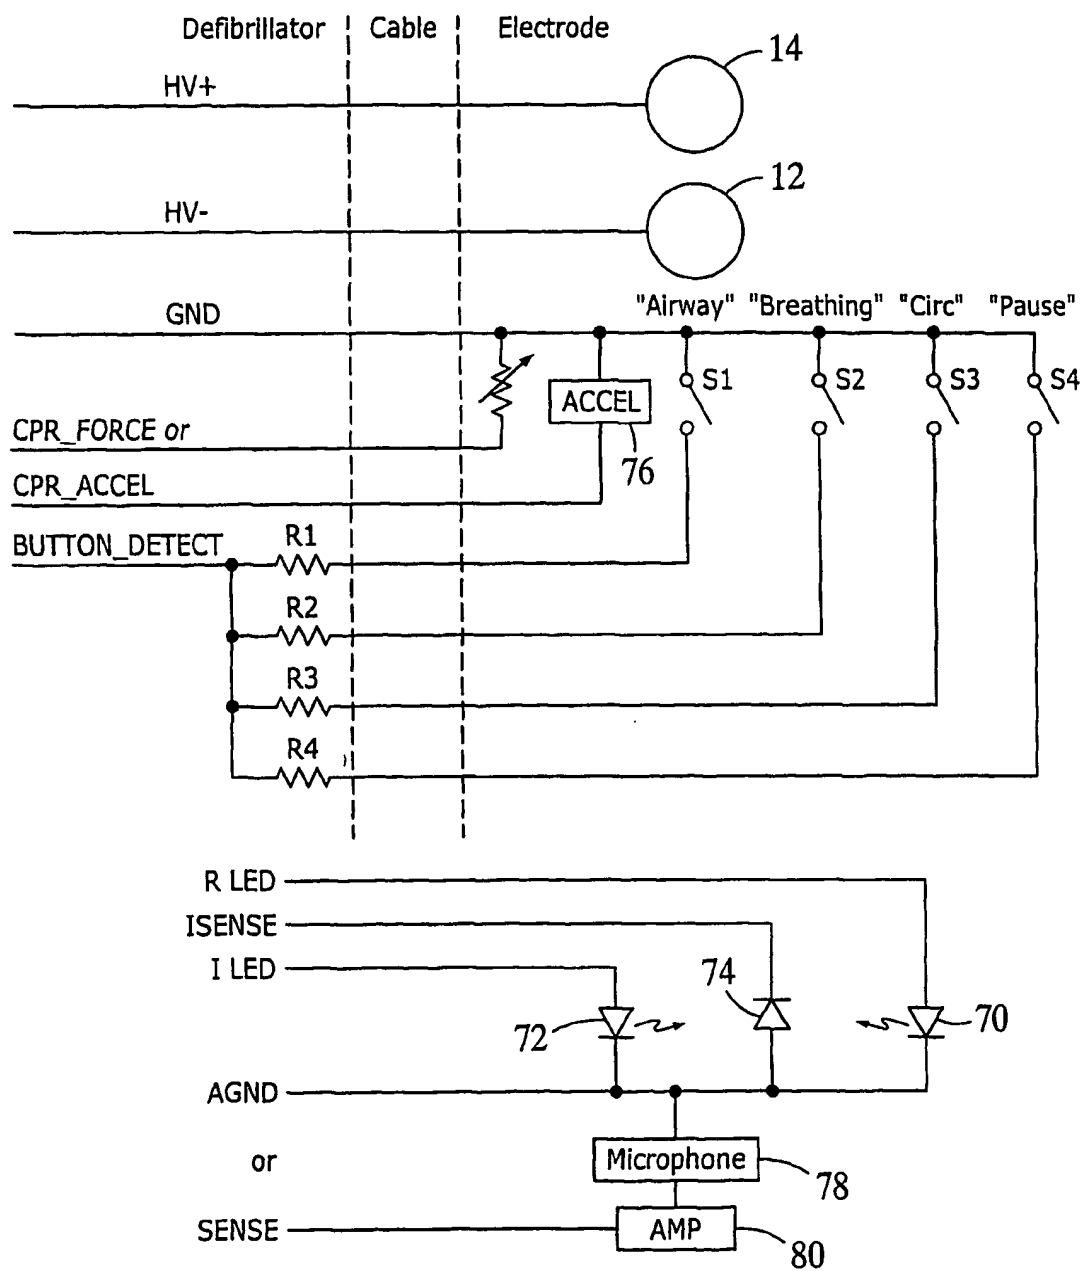 Defibrillator Cable Electrode
14
HV+
12
HV-
"Airway" "Breathing" "Circ" "Pause"
GND
S1 S2 S3 S4
ACCEL
CPR_FORCE or
76
CPR_ACCEL
BUTTON_DETECT
R1
R2
R3
R4
R LED
ISENSE
I LED
74
72
70
AGND
or
Microphone
78
SENSE
AMP
80